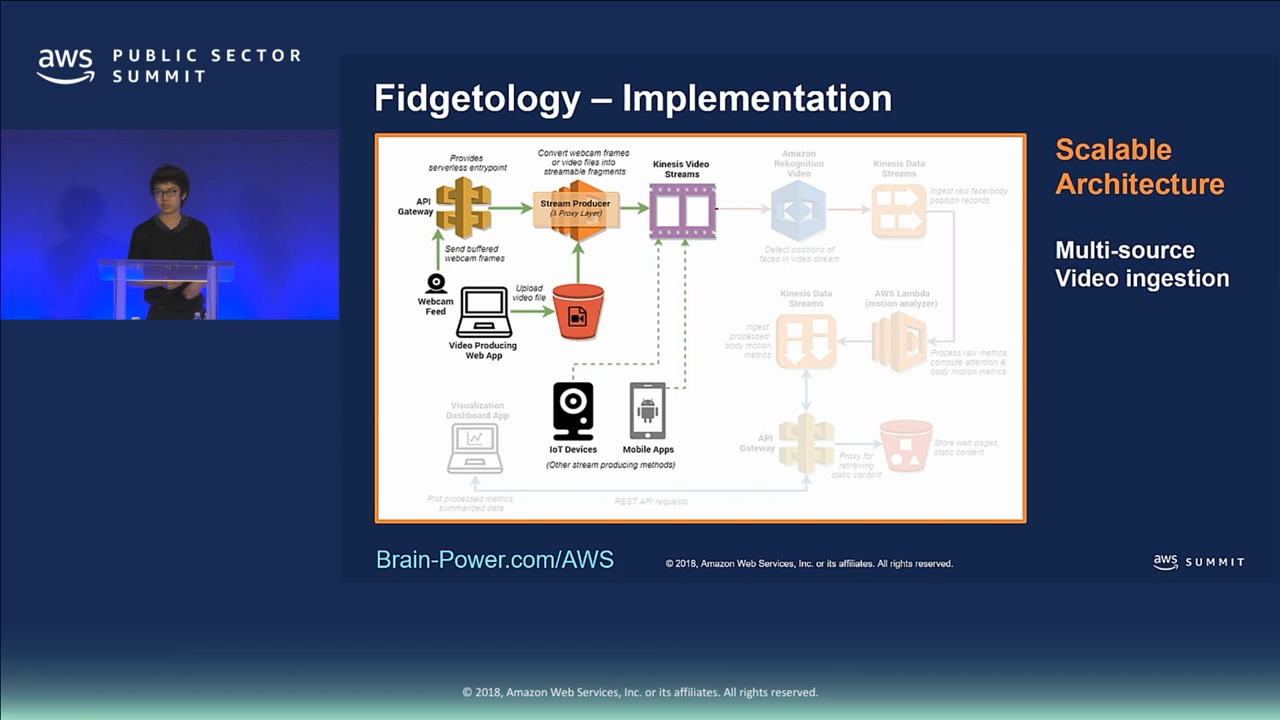 aws PUBLIC SECTOR
SUMMIT
Fidgetology – Implementation
Provides
serverless entrypoint
API
Gateway
Convert webcam frames
or video files into
streamable fragments
Stream Producer
(λ Proxy Layer)
Kinesis Video
Streams
Amazon
Rekognition
Video
Kinesis Data
Streams
Ingest raw face/body
position records
Detect positions of
faces in video stream
Send buffered
webcam frames
Webcam
Feed
Upload
video file
Video Producing
Web App
Kinesis Data
Streams
AWS Lambda
(motion analyzer)
Ingest
processed
body motion
metrics
Process raw metrics,
compute attention &
body motion metrics
Visualization
Dashboard App
IoT Devices
Mobile Apps
(Other stream producing methods)
API
Gateway
Proxy for
retrieving
static content
Store web pages,
static content
Plot processed metrics,
summarized data
REST API requests
Scalable
Architecture
Multi-source
Video ingestion
Brain-Power.com/AWS
© 2018, Amazon Web Services, Inc. or its affiliates. All rights reserved.
aws SUMMIT
© 2018, Amazon Web Services, Inc. or its affiliates. All rights reserved.